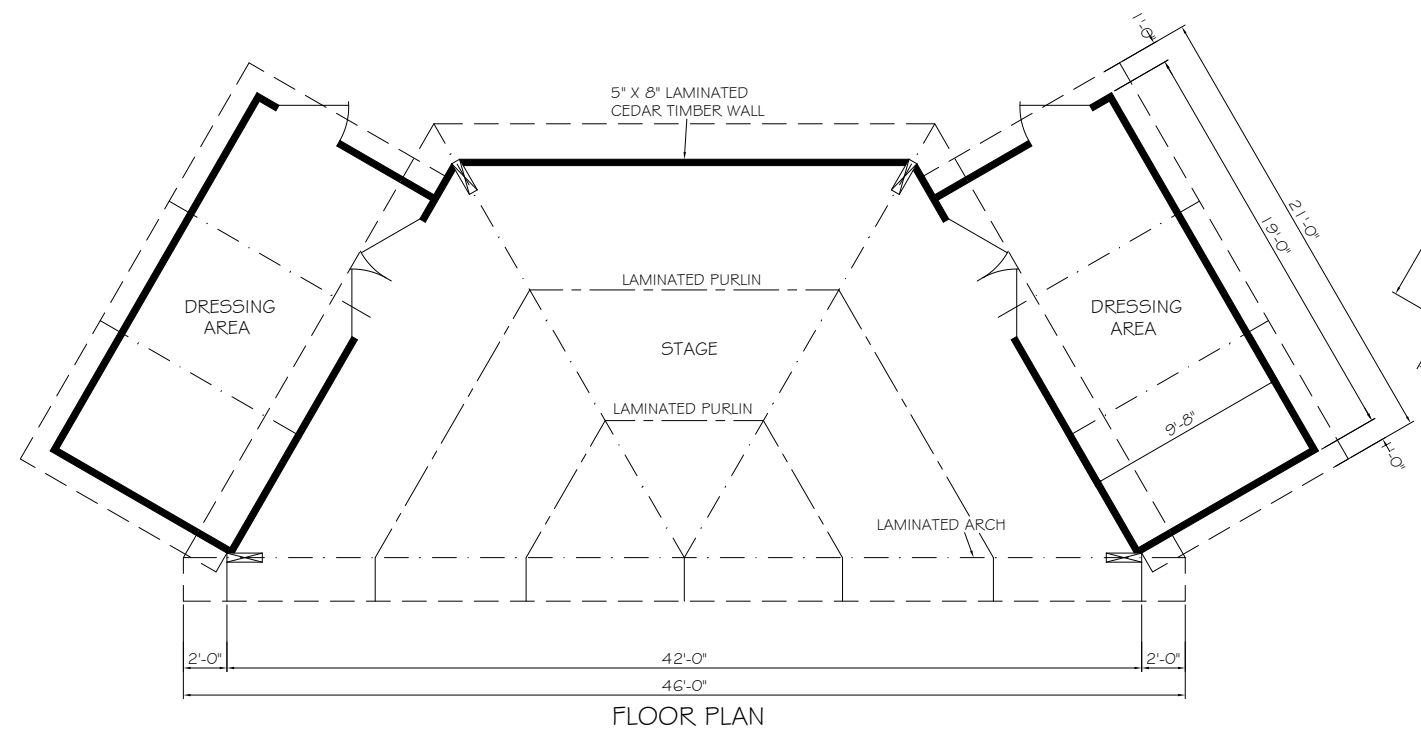 1'-0"
5" X 8" LAMINATED
CEDAR TIMBER WALL
21'-0"
19'-0"
LAMINATED PURLIN
DRESSING
AREA
DRESSING
AREA
STAGE
LAMINATED PURLIN
9'-8"
1'-0"
LAMINATED ARCH
2'-0"
42'-0"
2'-0"
46'-0"
FLOOR PLAN